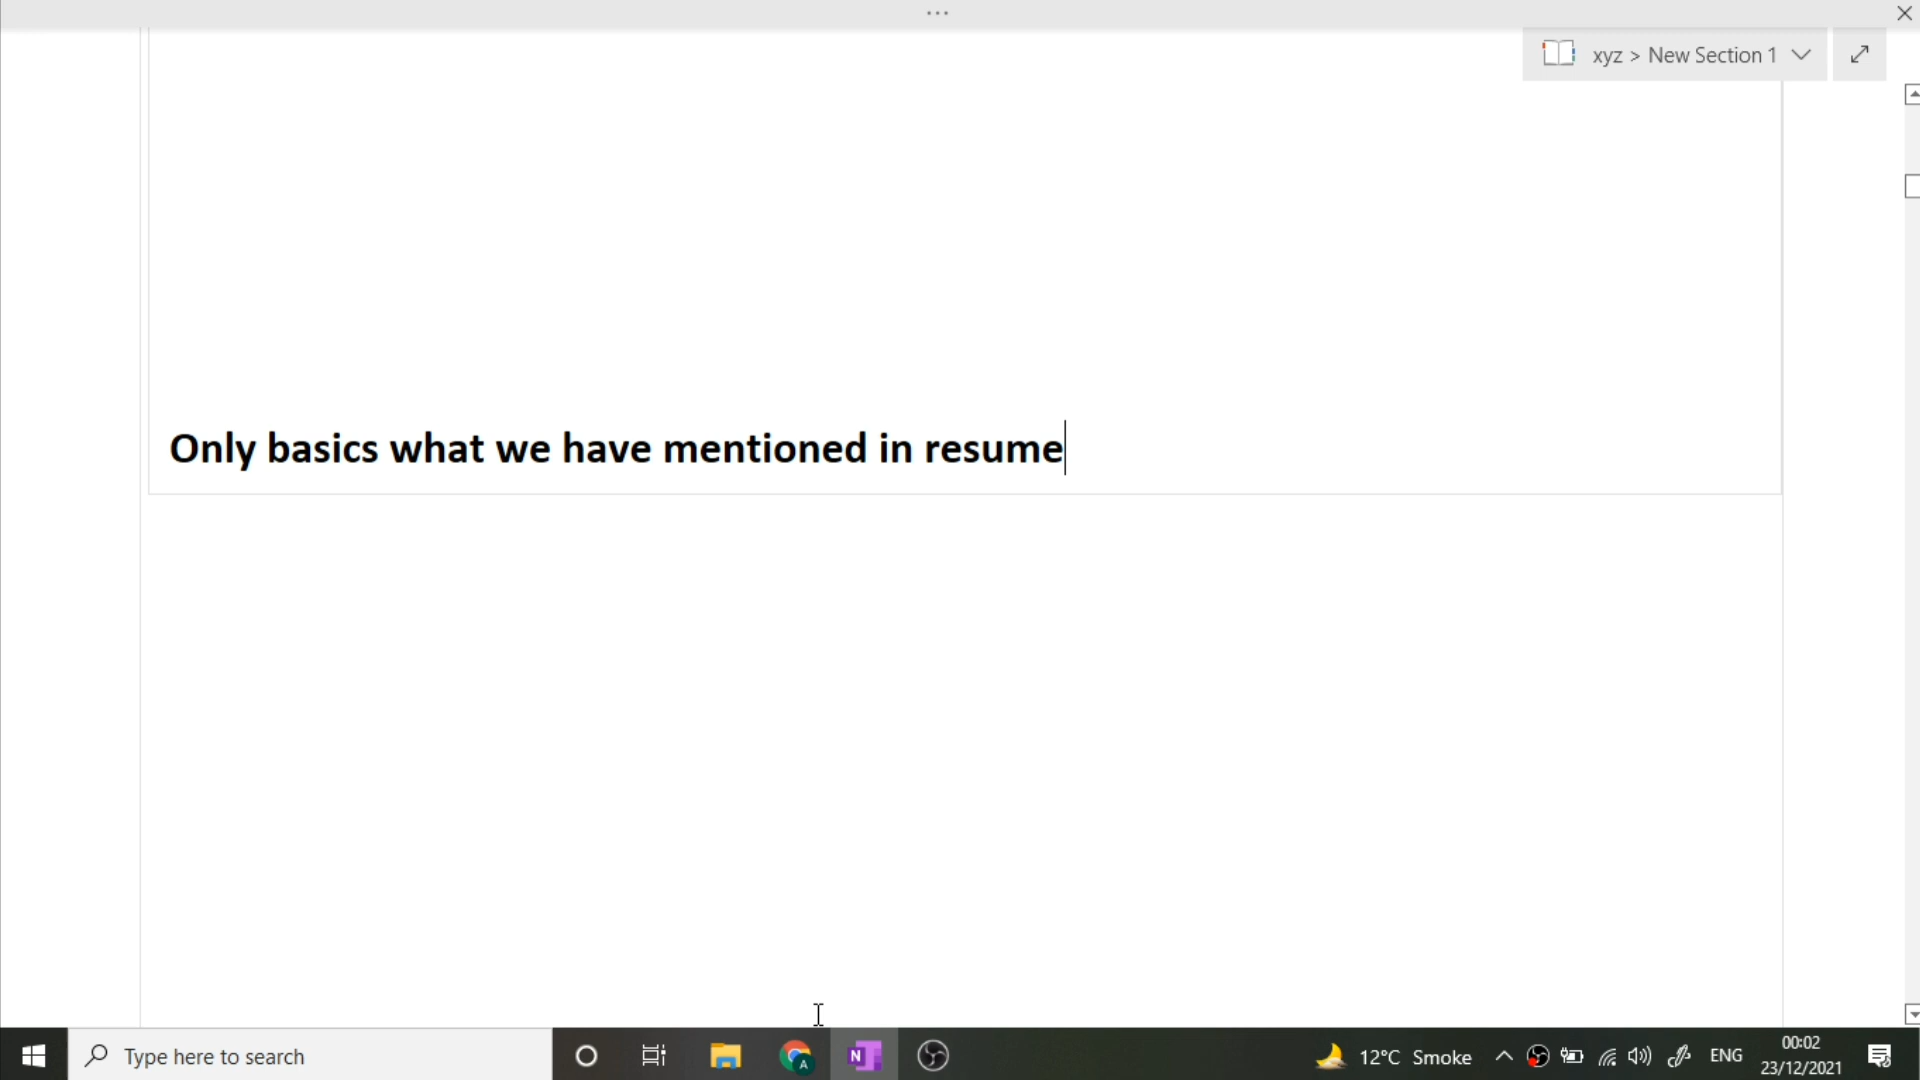 ...
xyz > New Section 1
Only basics what we have mentioned in resume
Type here to search
A
N
12°C Smoke
ENG
00:02
23/12/2021